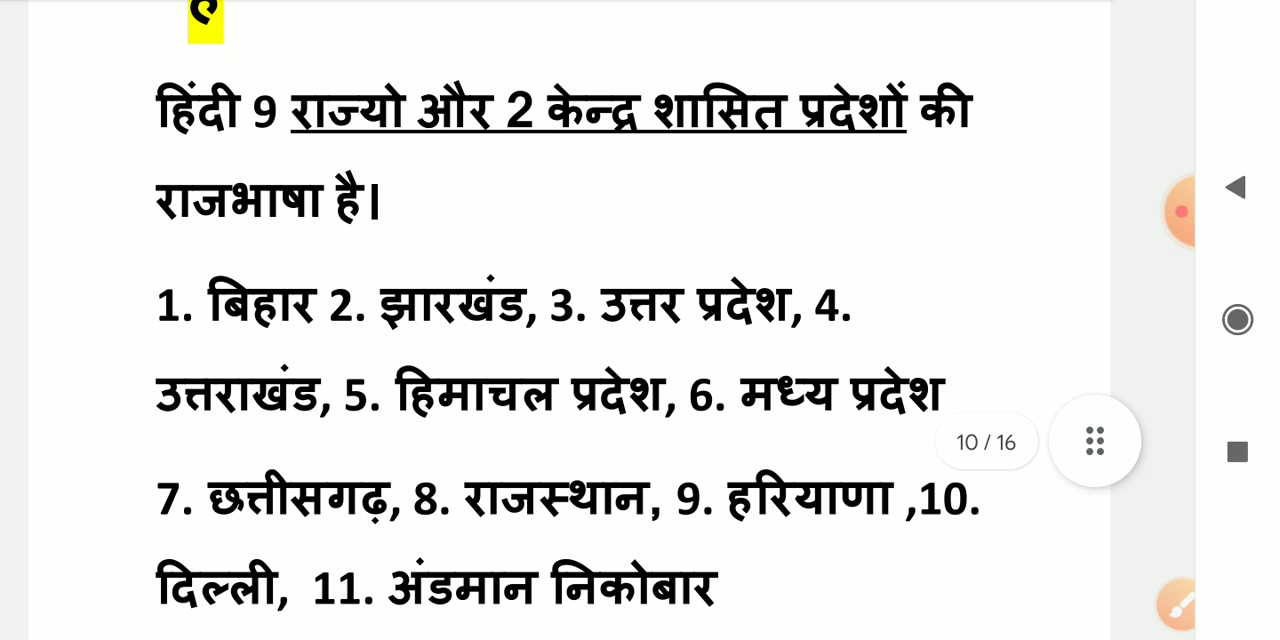 हिंदी 9 राज्यो और 2 केन्द्र शासित प्रदेशों की
राजभाषा है।
1. बिहार 2. झारखंड, 3. उत्तर प्रदेश, 4.
उत्तराखंड, 5. हिमाचल प्रदेश, 6. मध्य प्रदेश
10 / 16
7. छत्तीसगढ़, 8. राजस्थान, 9. हरियाणा ,10.
दिल्ली, 11. अंडमान निकोबार